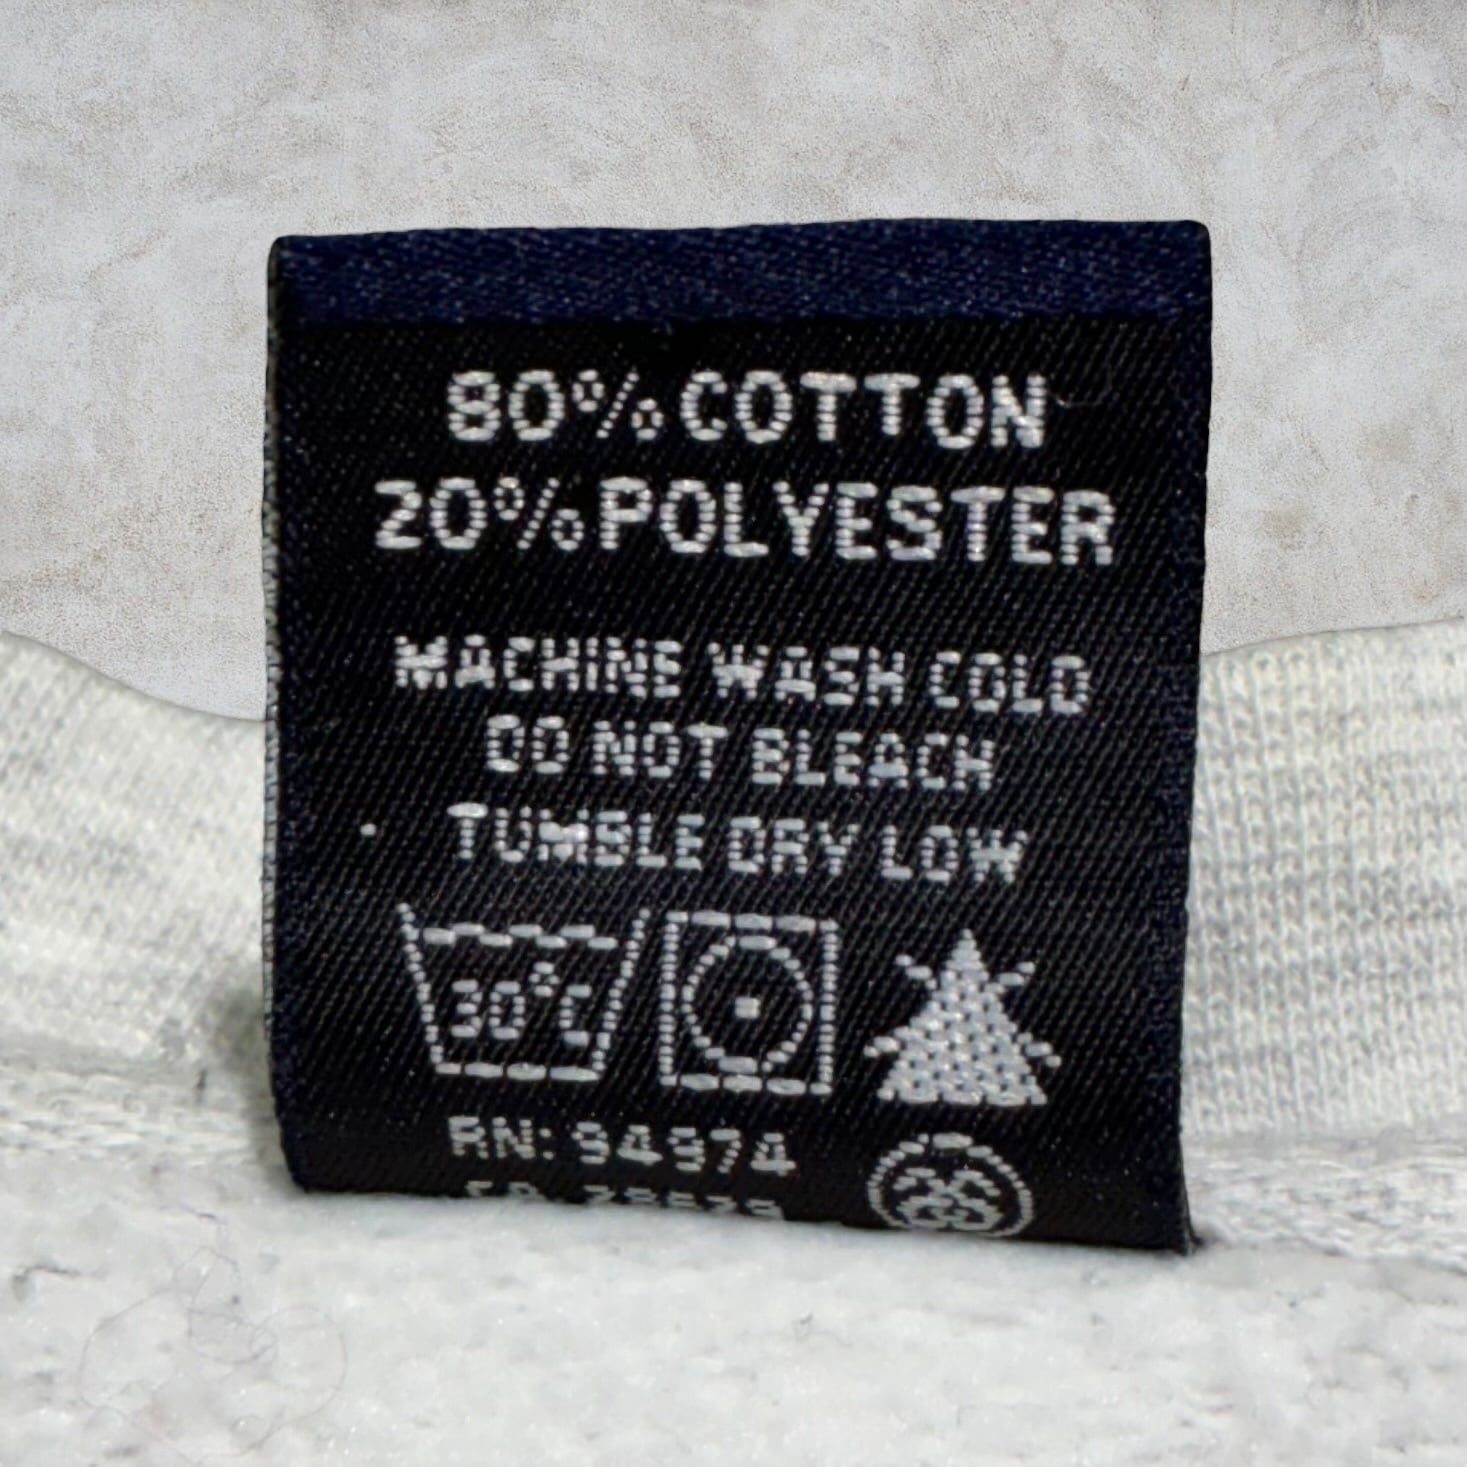 80% COTTON
20% POLYESTER
MACHINE WASH COLD
DO NOT BLEACH
TUMBLE DRY LOW
30°C
RN: 94974